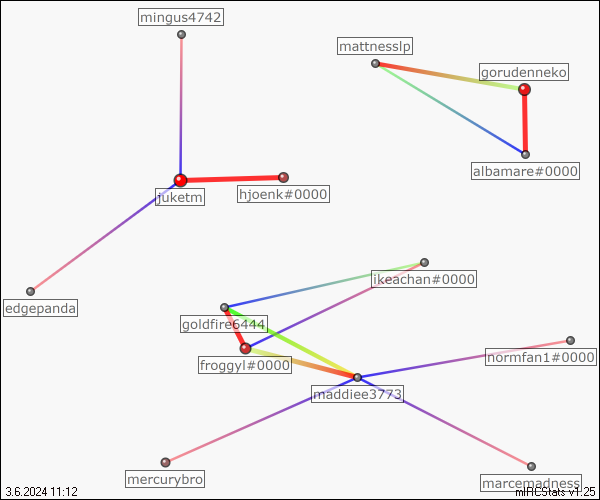 mingus4742
mattnesslp
gorudenneko
albamare#0000
juketm
hjoenk#0000
ikeachan#0000
edgepanda
goldfire6444
froggyl#0000
normfan1#0000
maddiee3773
mercurybro
marcemadness
3.6.2024 11:12
mIRCStats v1.25